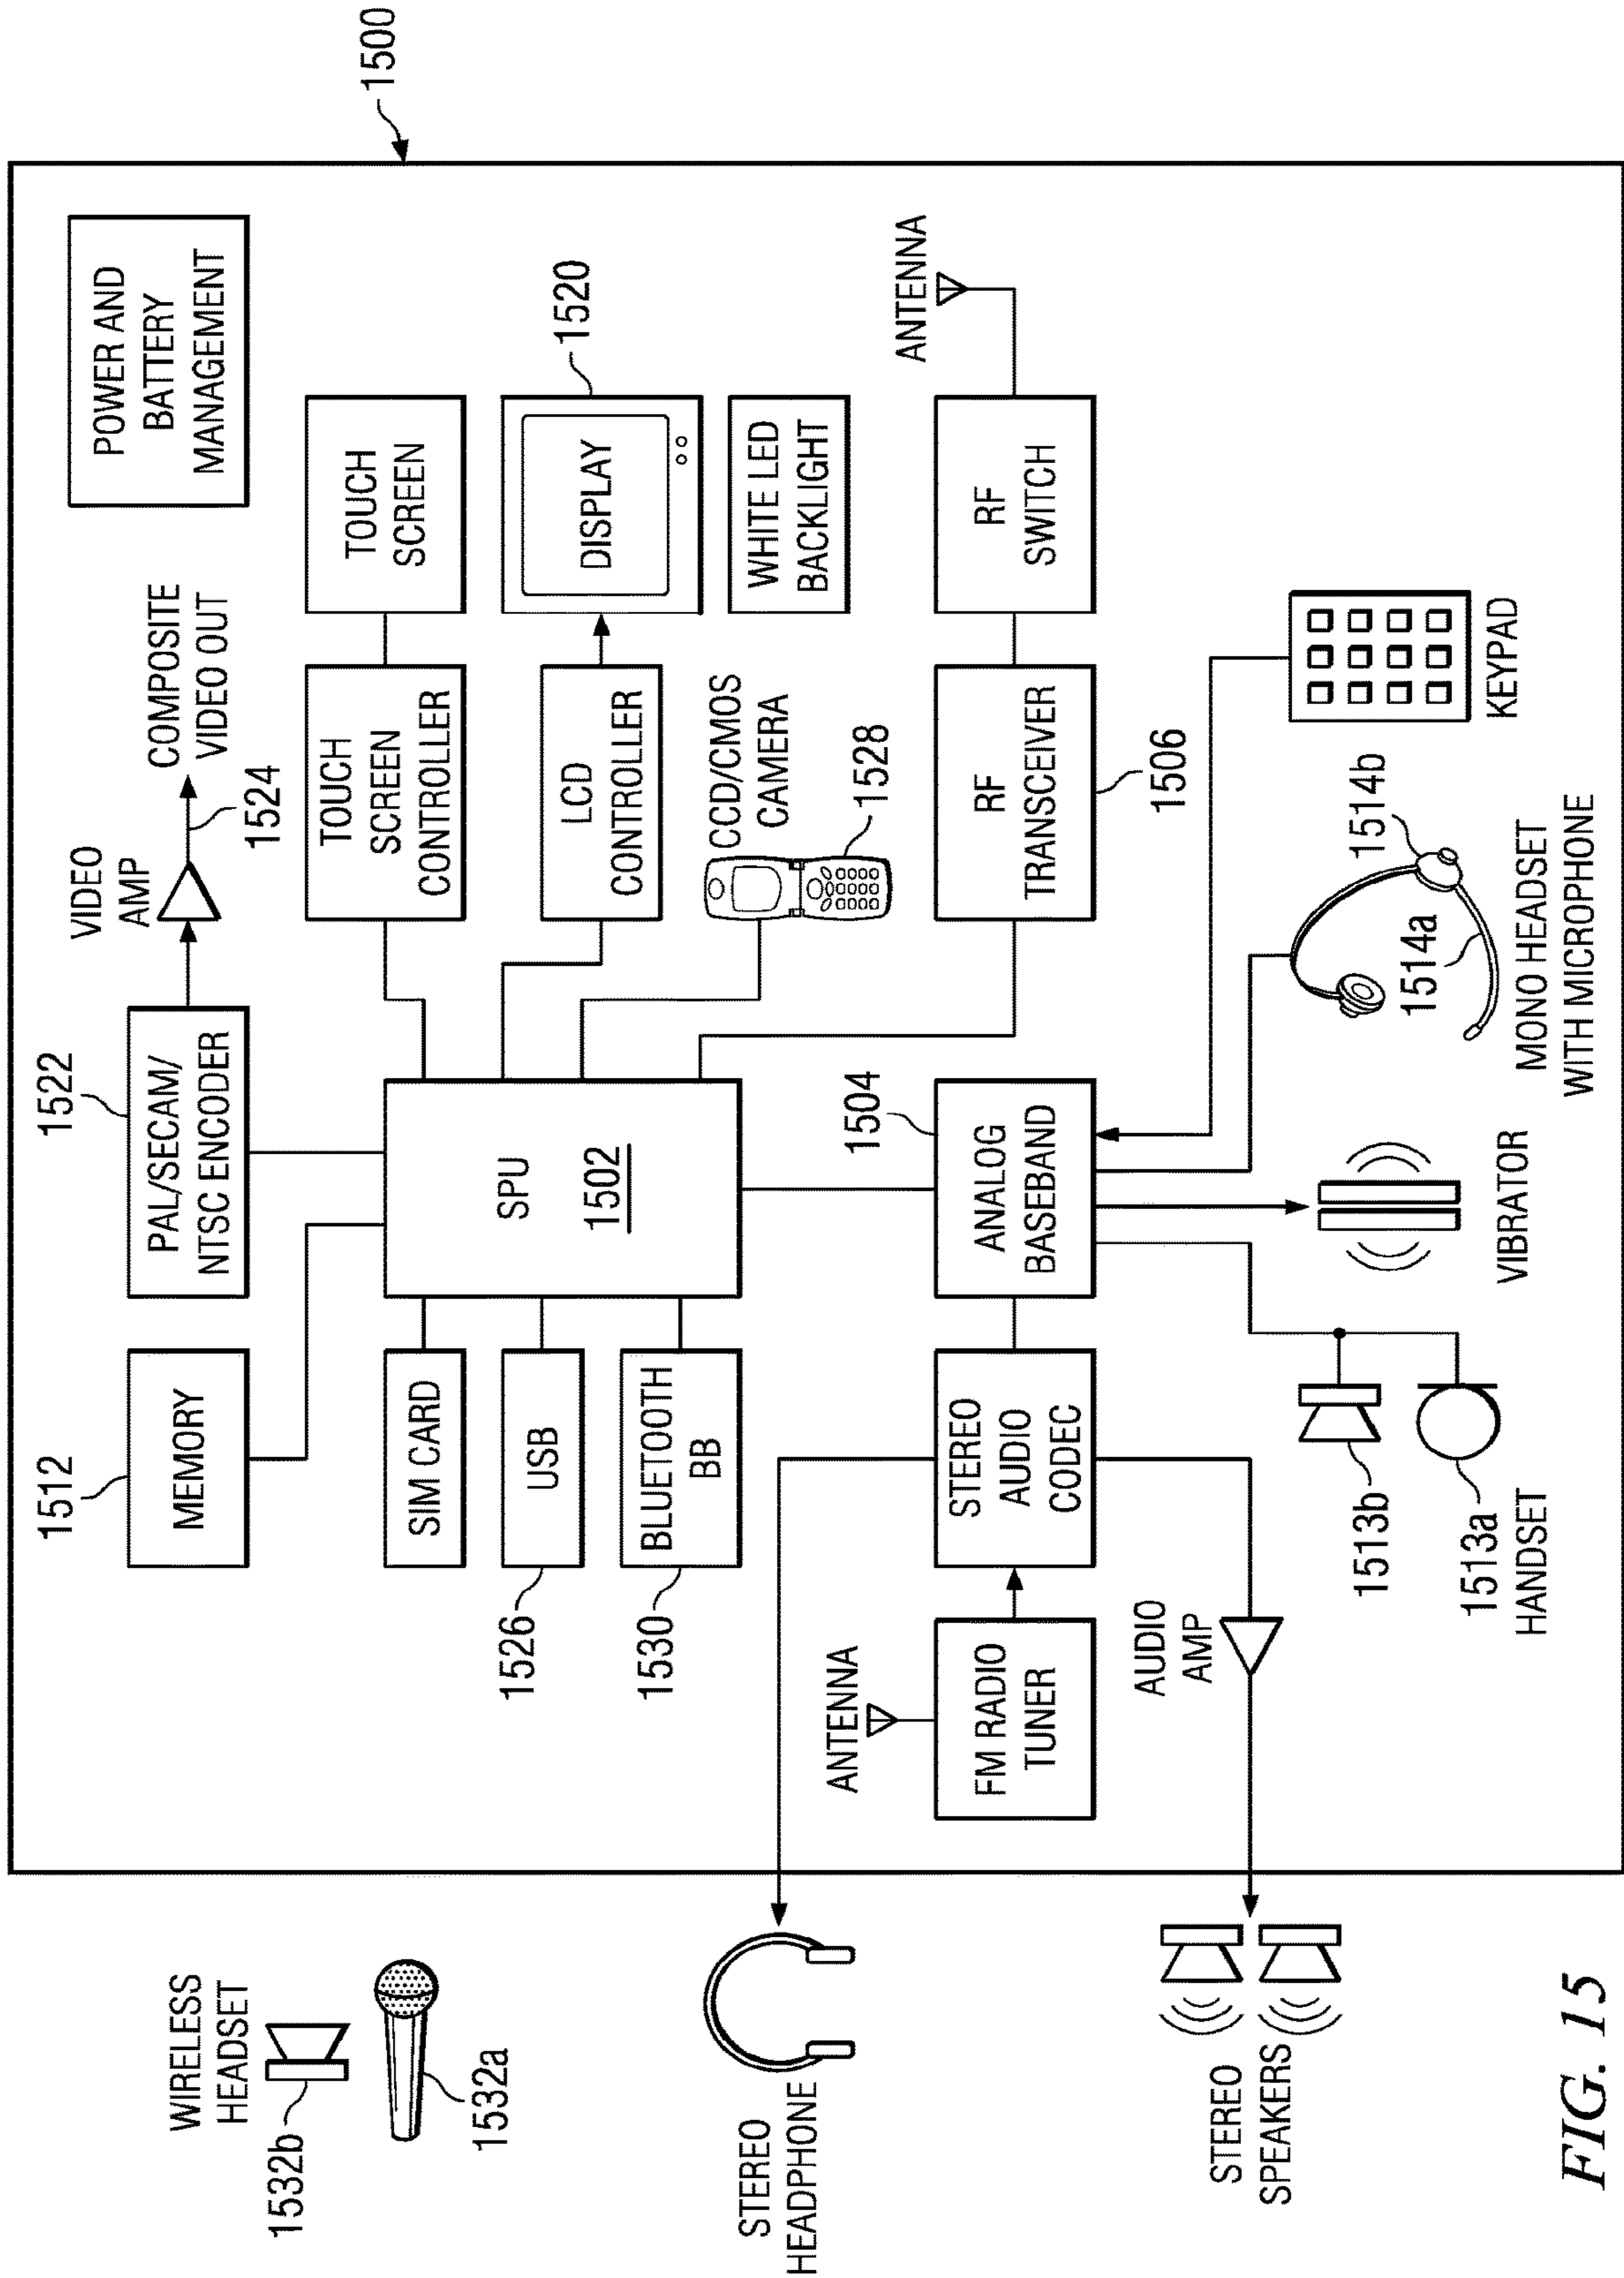 1500
POWER AND
BATTERY
MANAGEMENT
1512
MEMORY
1522
PAL/SECAM/
NTSC ENCODER
VIDEO
AMP
1524
COMPOSITE
VIDEO OUT
WIRELESS
HEADSET
1532b
1532a
SIM CARD
USB
1526
BLUETOOTH
BB
1530
SPU
1502
TOUCH
SCREEN
CONTROLLER
TOUCH
SCREEN
LCD
CONTROLLER
DISPLAY
1520
CCD/CMOS
CAMERA
1528
WHITE LED
BACKLIGHT
STEREO
HEADPHONE
ANTENNA
FM RADIO
TUNER
STEREO
AUDIO
CODEC
1504
ANALOG
BASEBAND
RF
TRANSCEIVER
1506
RF
SWITCH
ANTENNA
AUDIO
AMP
STEREO
SPEAKERS
1513b
1513a
HANDSET
VIBRATOR
1514a
1514b
MONO HEADSET
WITH MICROPHONE
KEYPAD
FIG. 15